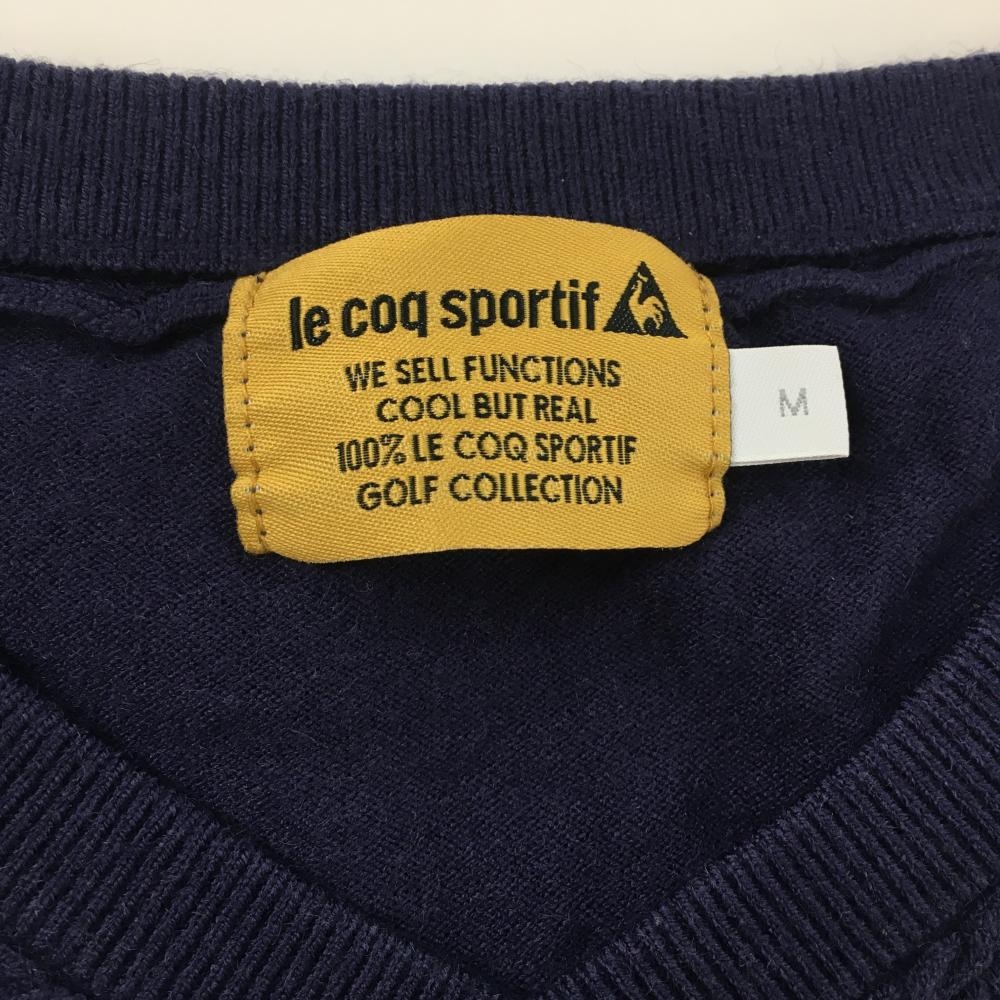 le coq sportif
WE SELL FUNCTIONS
COOL BUT REAL
100% LE COQ SPORTIF
GOLF COLLECTION
M